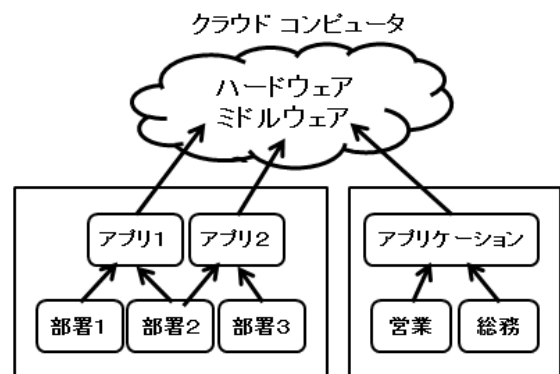 クラウド コンピュータ
ハードウェア
ミドルウェア
アプリ1
アプリ2
アプリケーション
部署1
部署2
部署3
営業
総務